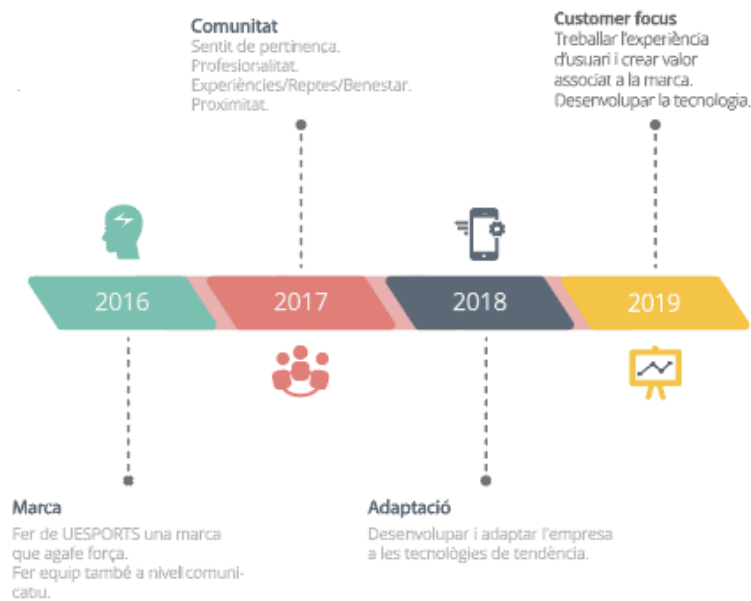 Comunitat
Sentit de pertinença.
Profesionalitat.
Experiències/Reptes/Benestar.
Proximitat.
Customer focus
Treballar l'experiència
d'usuari i crear valor
associat a la marca.
Desenvolupar la tecnologia.
2016
2017
2018
2019
Marca
Fer de UESPORTS una marca
que agafe força.
Fer equip també a nivell comuni-
catiu.
Adaptació
Desenvolupar i adaptar l'empresa
a les tecnològies de tendència.